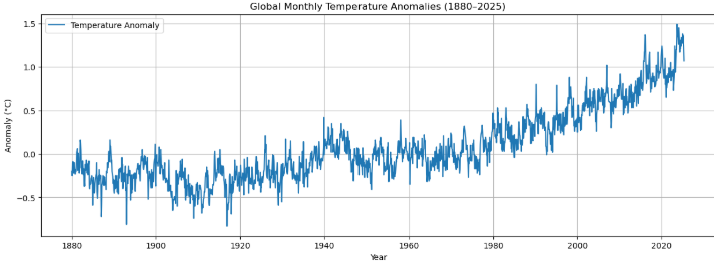 Global Monthly Temperature Anomalies (1880–2025)
Temperature Anomaly
Anomaly (°C)
1.5
1.0
0.5
0.0
−0.5
1880 1900 1920 1940 1960 1980 2000 2020
Year